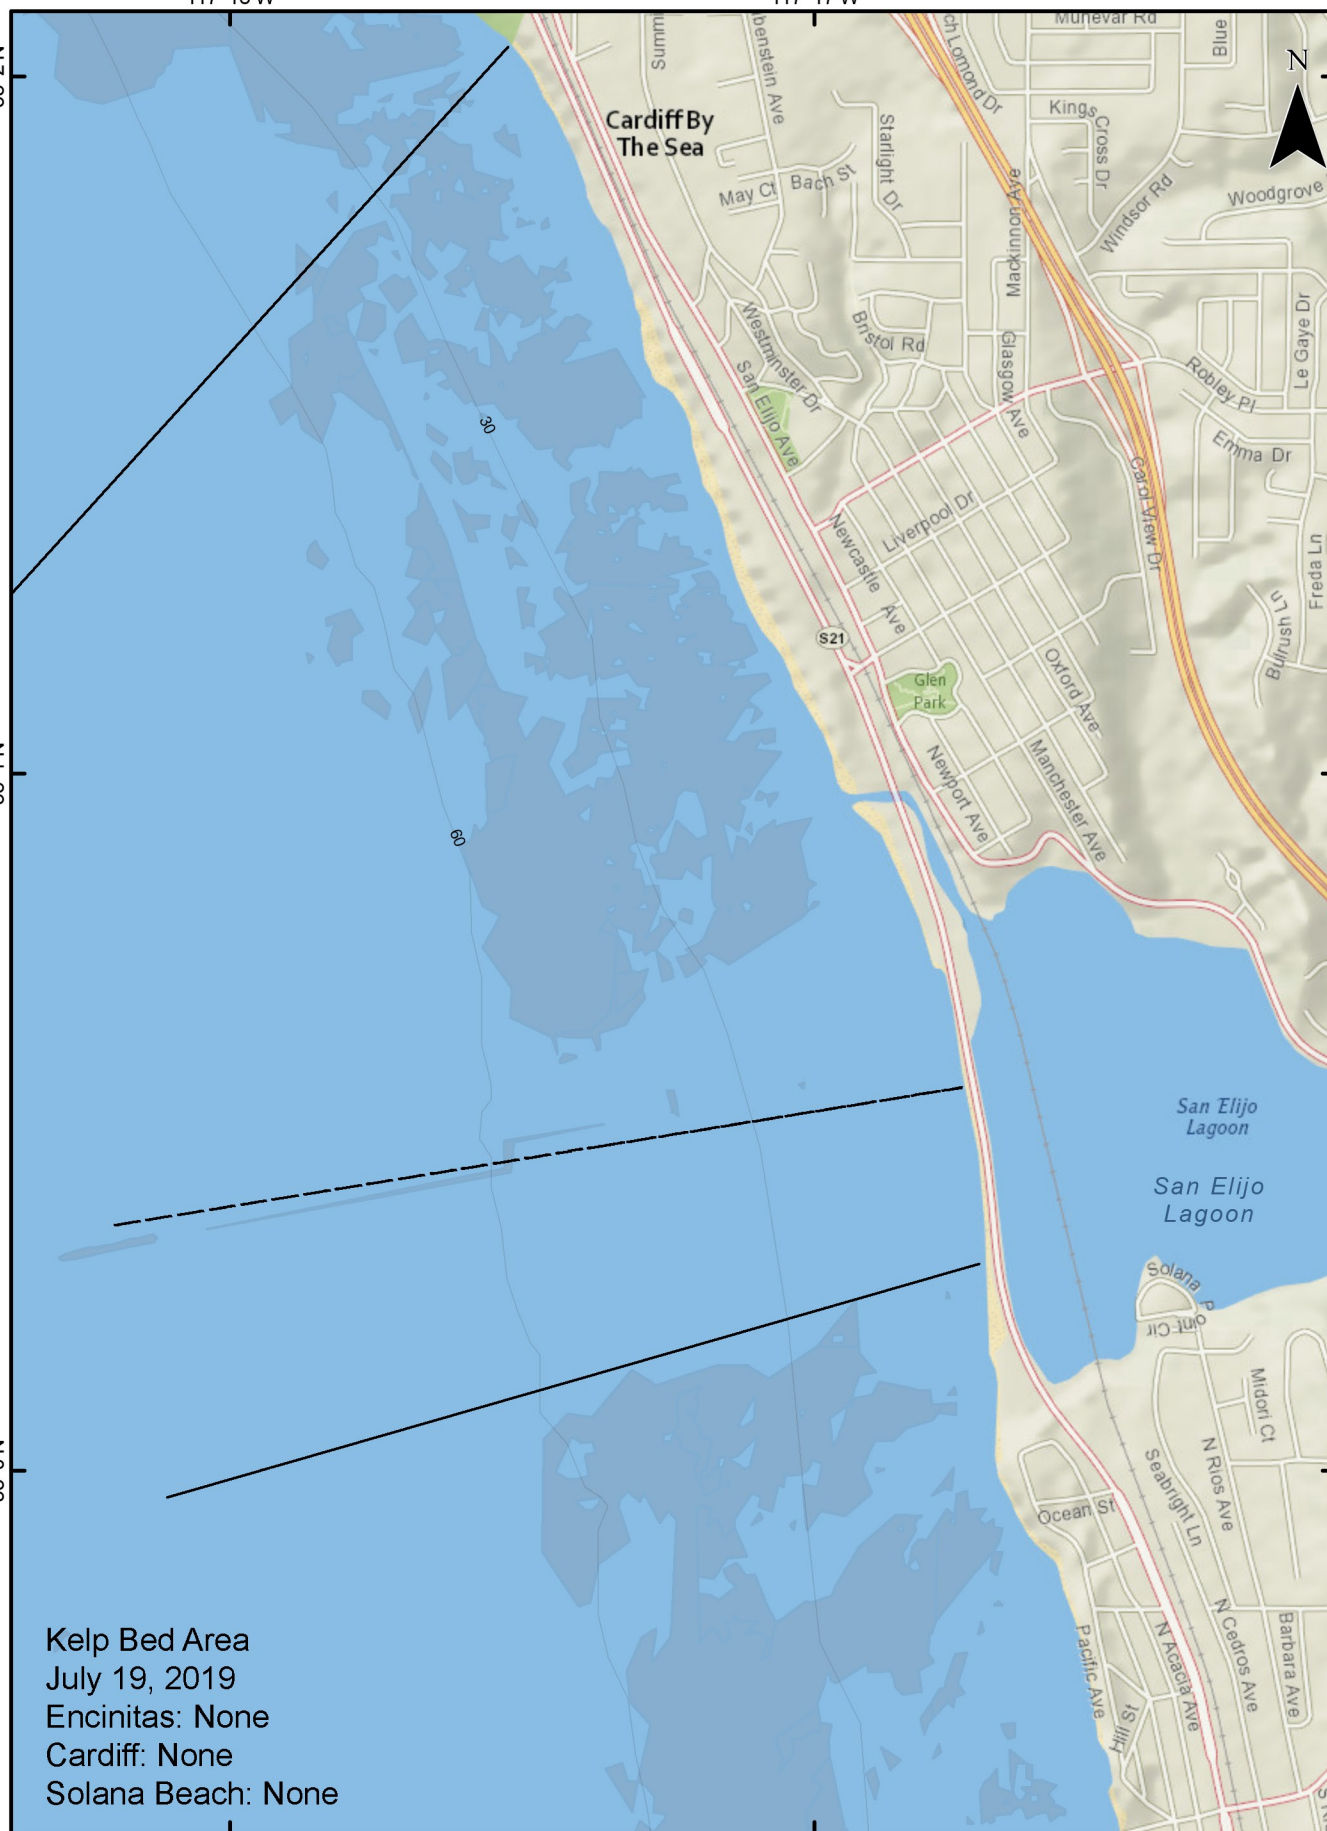 Munevar Rd
Blue
N
Cardiff By
The Sea
Starlight Dr
Kings
Cross Dr
May Ct
Bach St
Mackinnon Ave
Windsor Rd
Woodgrove
Westminster Dr
Bristol Rd
Glasgow Ave
Le Gaye Dr
San Elijo Ave
Robley Pl
Emma Dr
30
Carol View Dr
Liverpool Dr
Newcastle Ave
Freda Ln
Bulrush Ln
S21
Oxford Ave
Glen
Park
Newport Ave
Manchester Ave
60
San Elijo
Lagoon
San Elijo
Lagoon
Solana Point Cir
Midori Ct
N Rios Ave
Seabright Ln
Ocean St
N Cedros Ave
Barbara Ave
N Acacia Ave
Pacific Ave
Hill St
Kelp Bed Area
July 19, 2019
Encinitas: None
Cardiff: None
Solana Beach: None